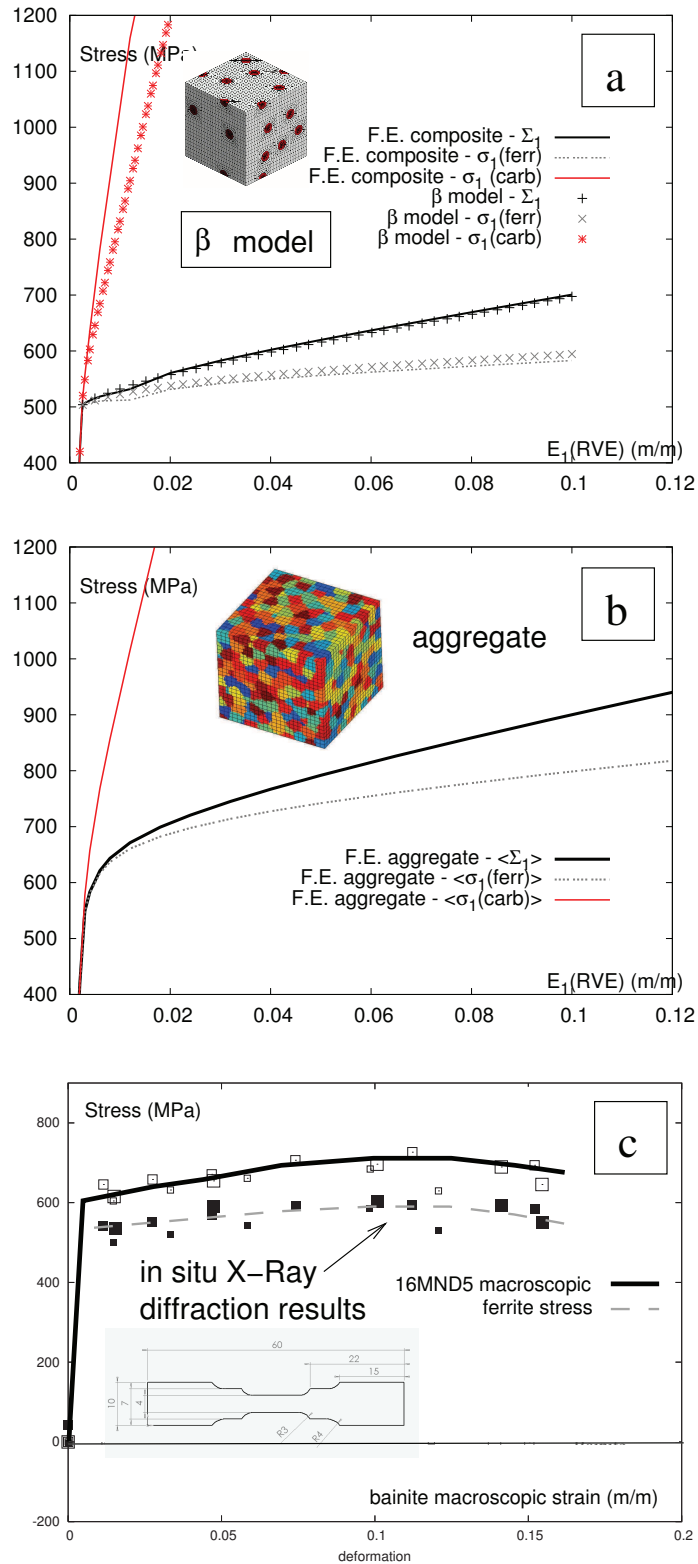 1200
1100
1000
900
800
700
600
500
400
Stress (MPa)
a
F.E. composite - Σ1
F.E. composite - σ1(ferr)
F.E. composite - σ1 (carb)
β model - Σ1
β model - σ1(ferr)
β model - σ1(carb)
β model
E1(RVE) (m/m)
0 0.02 0.04 0.06 0.08 0.1 0.12
1200
1100
1000
900
800
700
600
500
400
Stress (MPa)
b
aggregate
F.E. aggregate - <Σ1>
F.E. aggregate - <σ1(ferr)>
F.E. aggregate - <σ1(carb)>
E1(RVE) (m/m)
0 0.02 0.04 0.06 0.08 0.1 0.12
800
600
400
200
0
-200
Stress (MPa)
c
in situ X-Ray
diffraction results
16MND5 macroscopic
ferrite stress
60
22
15
10
7
4
R3
R4
bainite macroscopic strain (m/m)
0 0.05 0.1 0.15 0.2
deformation